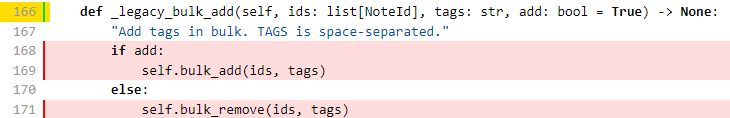 166 def _legacy_bulk_add(self, ids: list[NoteId], tags: str, add: bool = True) -> None:
167 "Add tags in bulk. TAGS is space-separated."
168 if add:
169 self.bulk_add(ids, tags)
170 else:
171 self.bulk_remove(ids, tags)